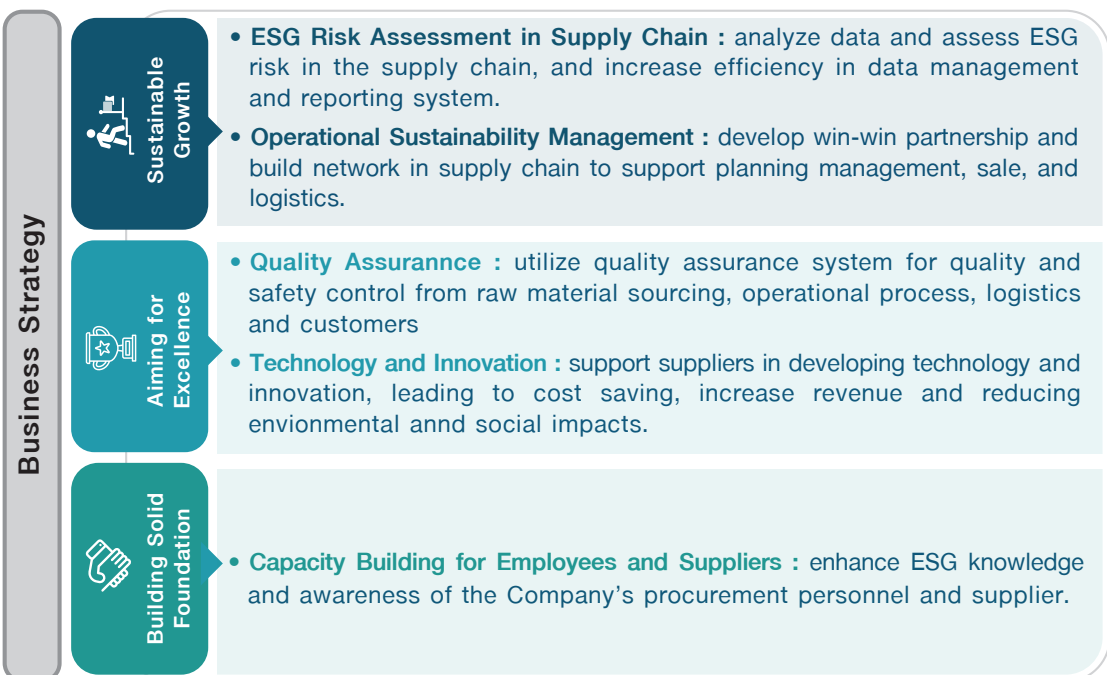 Business Strategy
Sustainable
Growth
• ESG Risk Assessment in Supply Chain : analyze data and assess ESG
risk in the supply chain, and increase efficiency in data management
and reporting system.
• Operational Sustainability Management : develop win-win partnership and
build network in supply chain to support planning management, sale, and
logistics.
Aiming for
Excellence
• Quality Assurannce : utilize quality assurance system for quality and
safety control from raw material sourcing, operational process, logistics
and customers
• Technology and Innovation : support suppliers in developing technology and
innovation, leading to cost saving, increase revenue and reducing
envionmental annd social impacts.
Building Solid
Foundation
• Capacity Building for Employees and Suppliers : enhance ESG knowledge
and awareness of the Company’s procurement personnel and supplier.